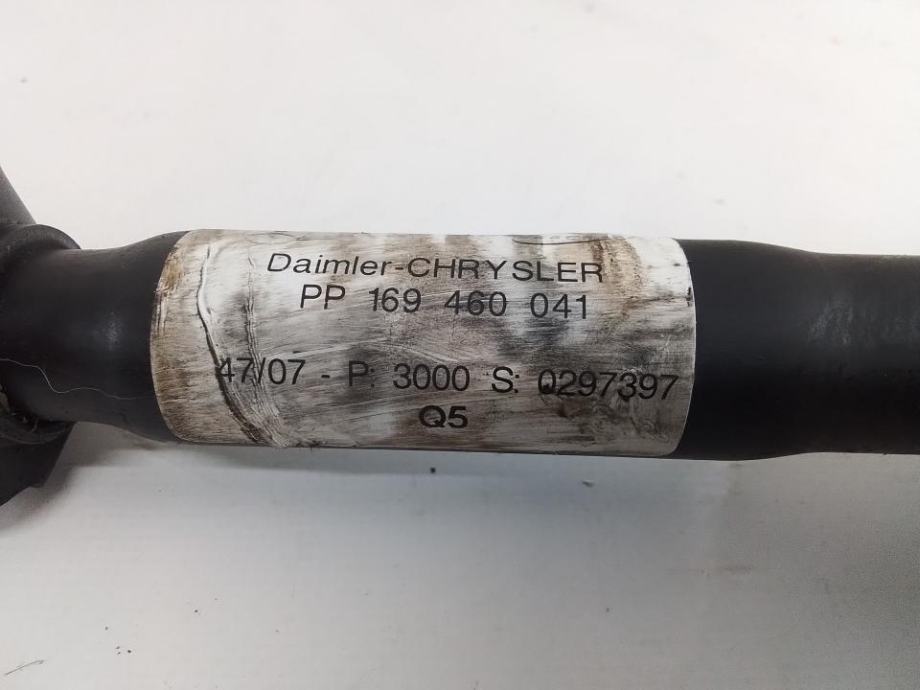 Daimler-CHRYSLER
PP 169 460 041
47/07 - P: 3000 S: 0297397
Q5